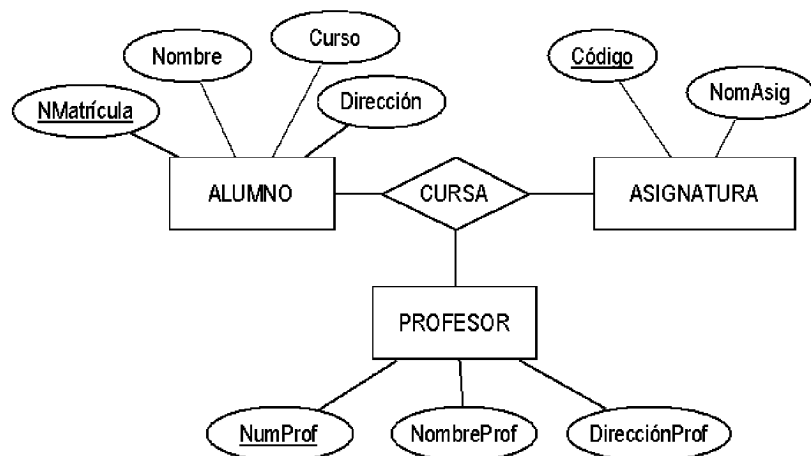 Curso
Nombre
Código
NMatrícula
Dirección
NomAsig
ALUMNO
CURSA
ASIGNATURA
PROFESOR
NumProf
NombreProf
DirecciónProf